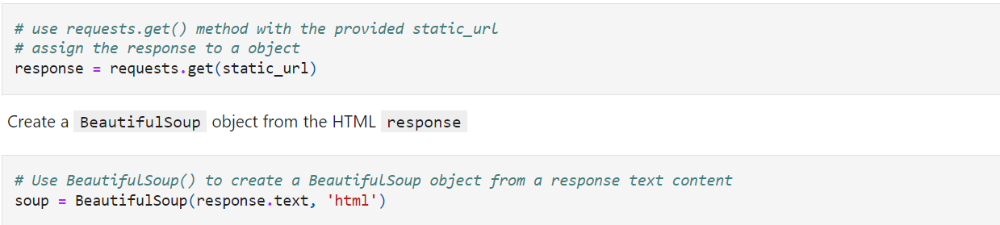 # use requests.get() method with the provided static_url
# assign the response to a object
response = requests.get(static_url)
Create a BeautifulSoup object from the HTML response
# Use BeautifulSoup() to create a BeautifulSoup object from a response text content
soup = BeautifulSoup(response.text, 'html')